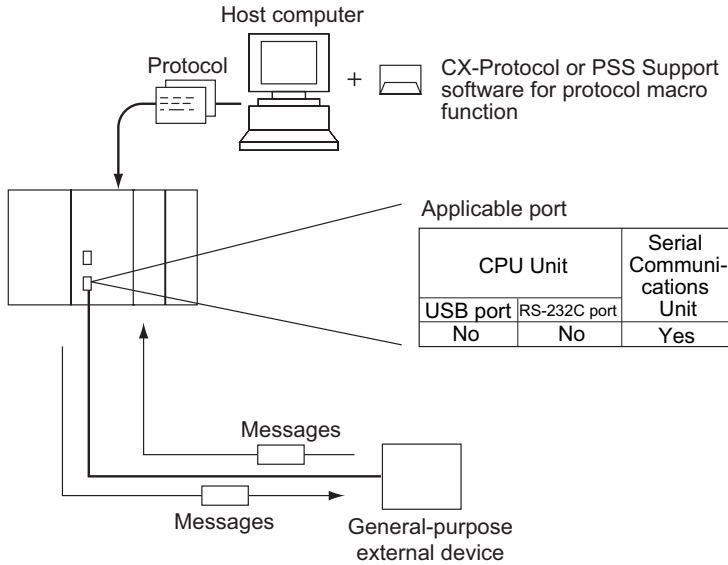 Host computer
Protocol
+
CX-Protocol or PSS Support
software for protocol macro
function
Applicable port
CPU Unit
Serial
Communi-
cations
Unit
USB port
RS-232C port
No
No
Yes
Messages
Messages
General-purpose
external device